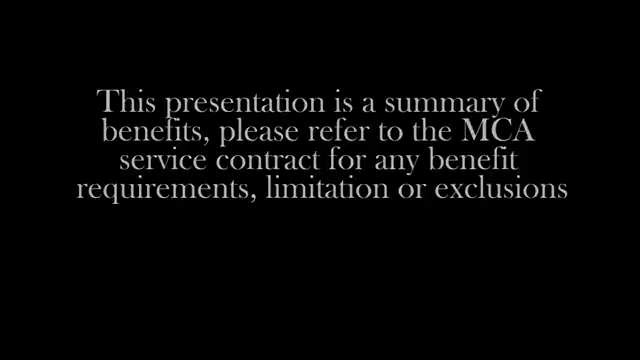 This presentation is a summary of
benefits, please refer to the MCA
service contract for any benefit
requirements, limitation or exclusions